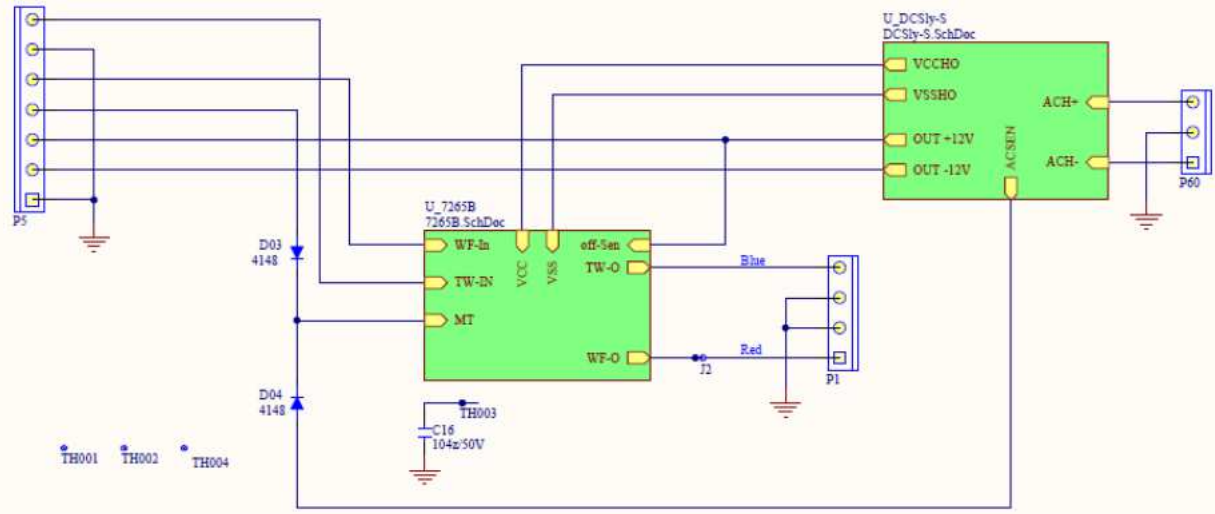 U_DCSly-S
DCSly-S.SchDoc
VCCHO
VSSHO
ACH+
OUT +12V
ACSEN
OUT -12V
ACH-
P60
P5
U_7265B
7265B.SchDoc
D03
4148
WF-In
VCC
VSS
off-Sen
TW-O
Blue
TW-IN
MT
WF-O
J2
Red
P1
D04
4148
TH003
C16
104z/50V
TH001
TH002
TH004